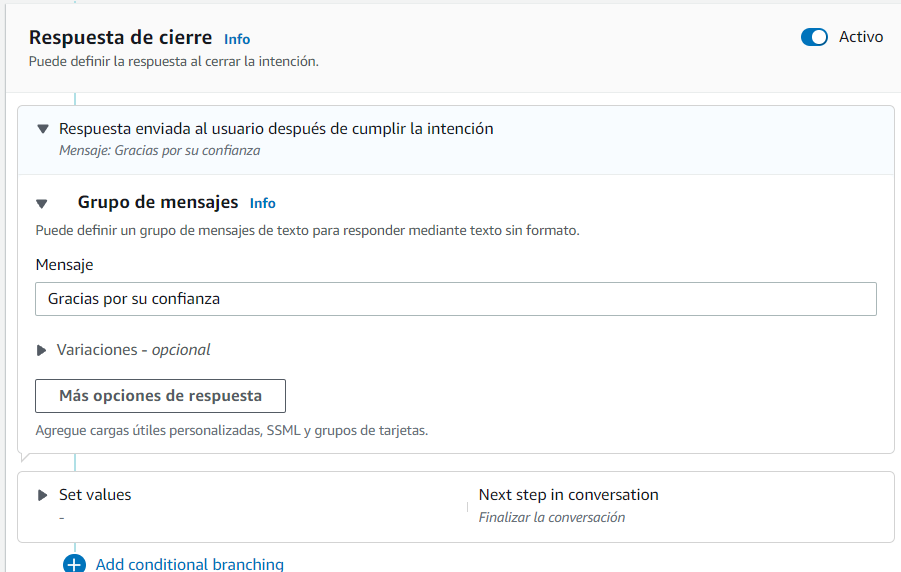 Respuesta de cierre Info
Activo
Puede definir la respuesta al cerrar la intención.
Respuesta enviada al usuario después de cumplir la intención
Mensaje: Gracias por su confianza
Grupo de mensajes Info
Puede definir un grupo de mensajes de texto para responder mediante texto sin formato.
Mensaje
Gracias por su confianza
Variaciones - opcional
Más opciones de respuesta
Agregue cargas útiles personalizadas, SSML y grupos de tarjetas.
Set values
-
Next step in conversation
Finalizar la conversación
Add conditional branching